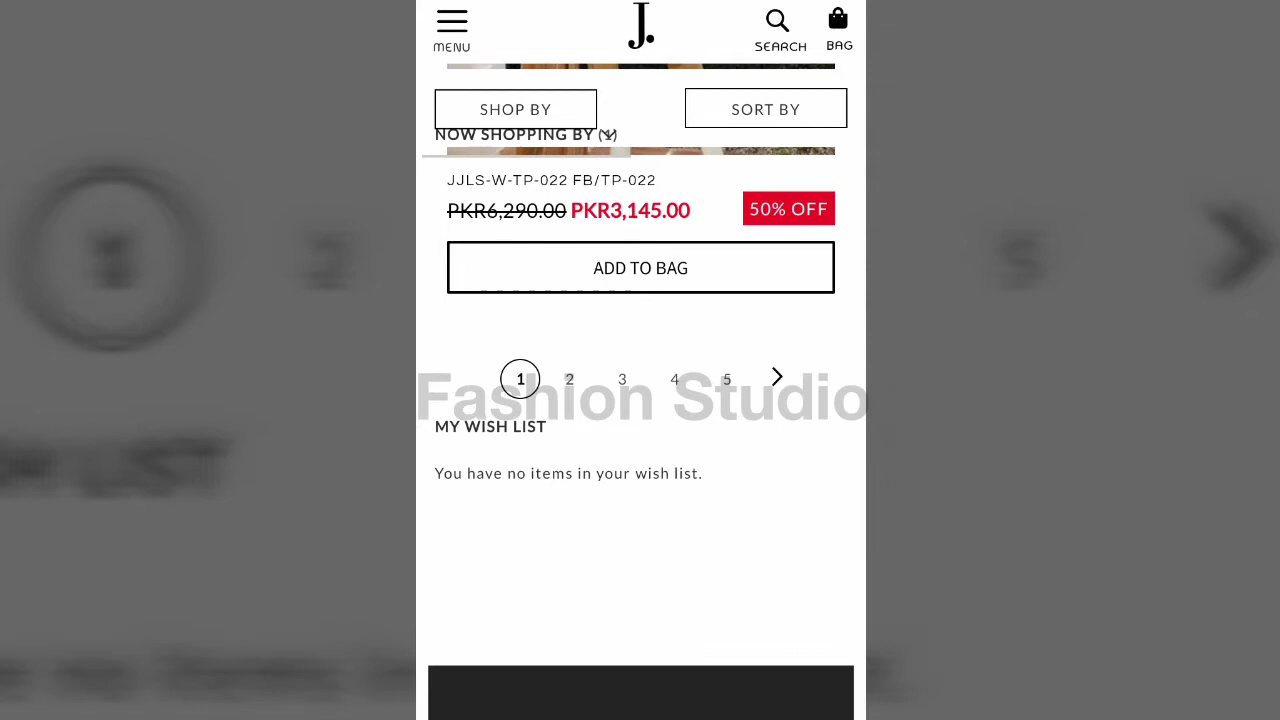 MENU
J.
SEARCH
BAG
SHOP BY
SORT BY
NOW SHOPPING BY (1)
JJLS-W-TP-022 FB/TP-022
PKR6,290.00 PKR3,145.00
50% OFF
ADD TO BAG
1 2 3 4 5
Fashion Studio
MY WISH LIST
You have no items in your wish list.